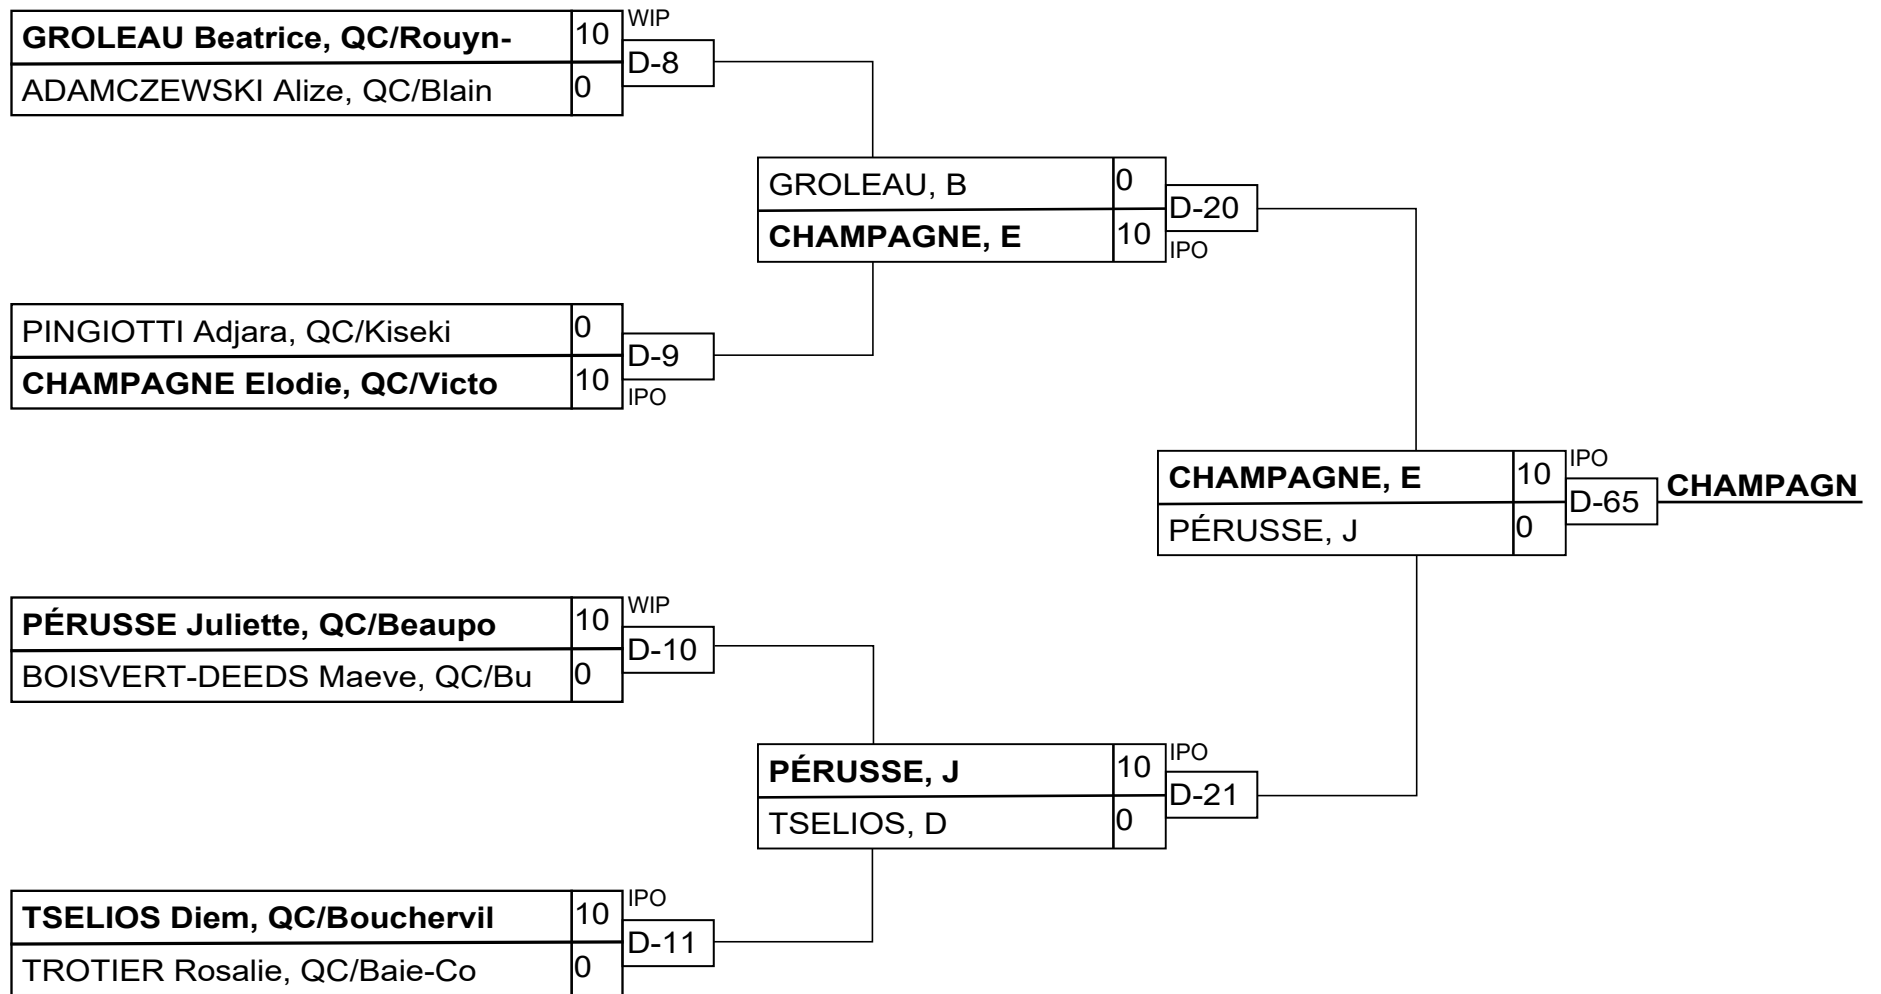 GROLEAU Beatrice, QC/Rouyn- 10 WIP
D-8
ADAMCZEWSKI Alize, QC/Blain 0
GROLEAU, B 0
D-20
CHAMPAGNE, E 10 IPO
PINGIOTTI Adjara, QC/Kiseki 0
D-9
CHAMPAGNE Elodie, QC/Victo 10 IPO
CHAMPAGNE, E 10 IPO
D-65 CHAMPAGN
PÉRUSSE, J 0
PÉRUSSE Juliette, QC/Beaupo 10 WIP
D-10
BOISVERT-DEEDS Maeve, QC/Bu 0
PÉRUSSE, J 10 IPO
D-21
TSELIOS, D 0
TSELIOS Diem, QC/Bouchervil 10 IPO
D-11
TROTIER Rosalie, QC/Baie-Co 0